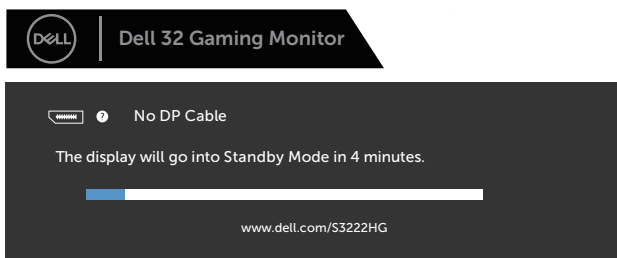 DELL
Dell 32 Gaming Monitor
? No DP Cable
The display will go into Standby Mode in 4 minutes.
www.dell.com/S3222HG